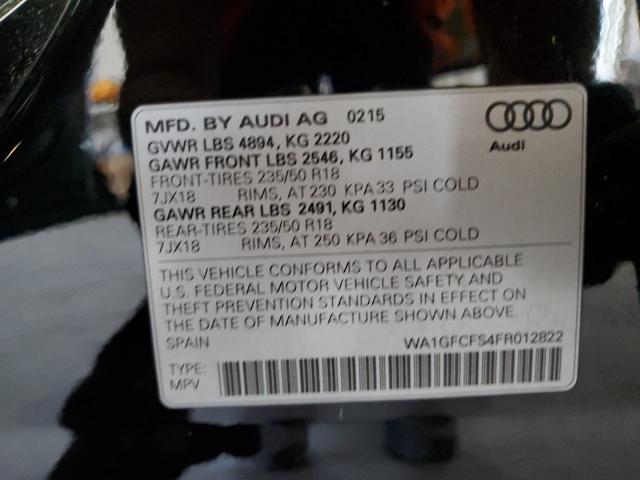 MFD. BY AUDI AG 0215
GVWR LBS 4894, KG 2220
GAWR FRONT LBS 2546, KG 1155
FRONT-TIRES 235/50 R18
7JX18 RIMS, AT 230 KPA 33 PSI COLD
GAWR REAR LBS 2491, KG 1130
REAR-TIRES 235/50 R18
7JX18 RIMS, AT 250 KPA 36 PSI COLD
Audi
THIS VEHICLE CONFORMS TO ALL APPLICABLE
U.S. FEDERAL MOTOR VEHICLE SAFETY AND
THEFT PREVENTION STANDARDS IN EFFECT ON
THE DATE OF MANUFACTURE SHOWN ABOVE.
SPAIN WA1GFCFS4FR012822
TYPE:
MPV